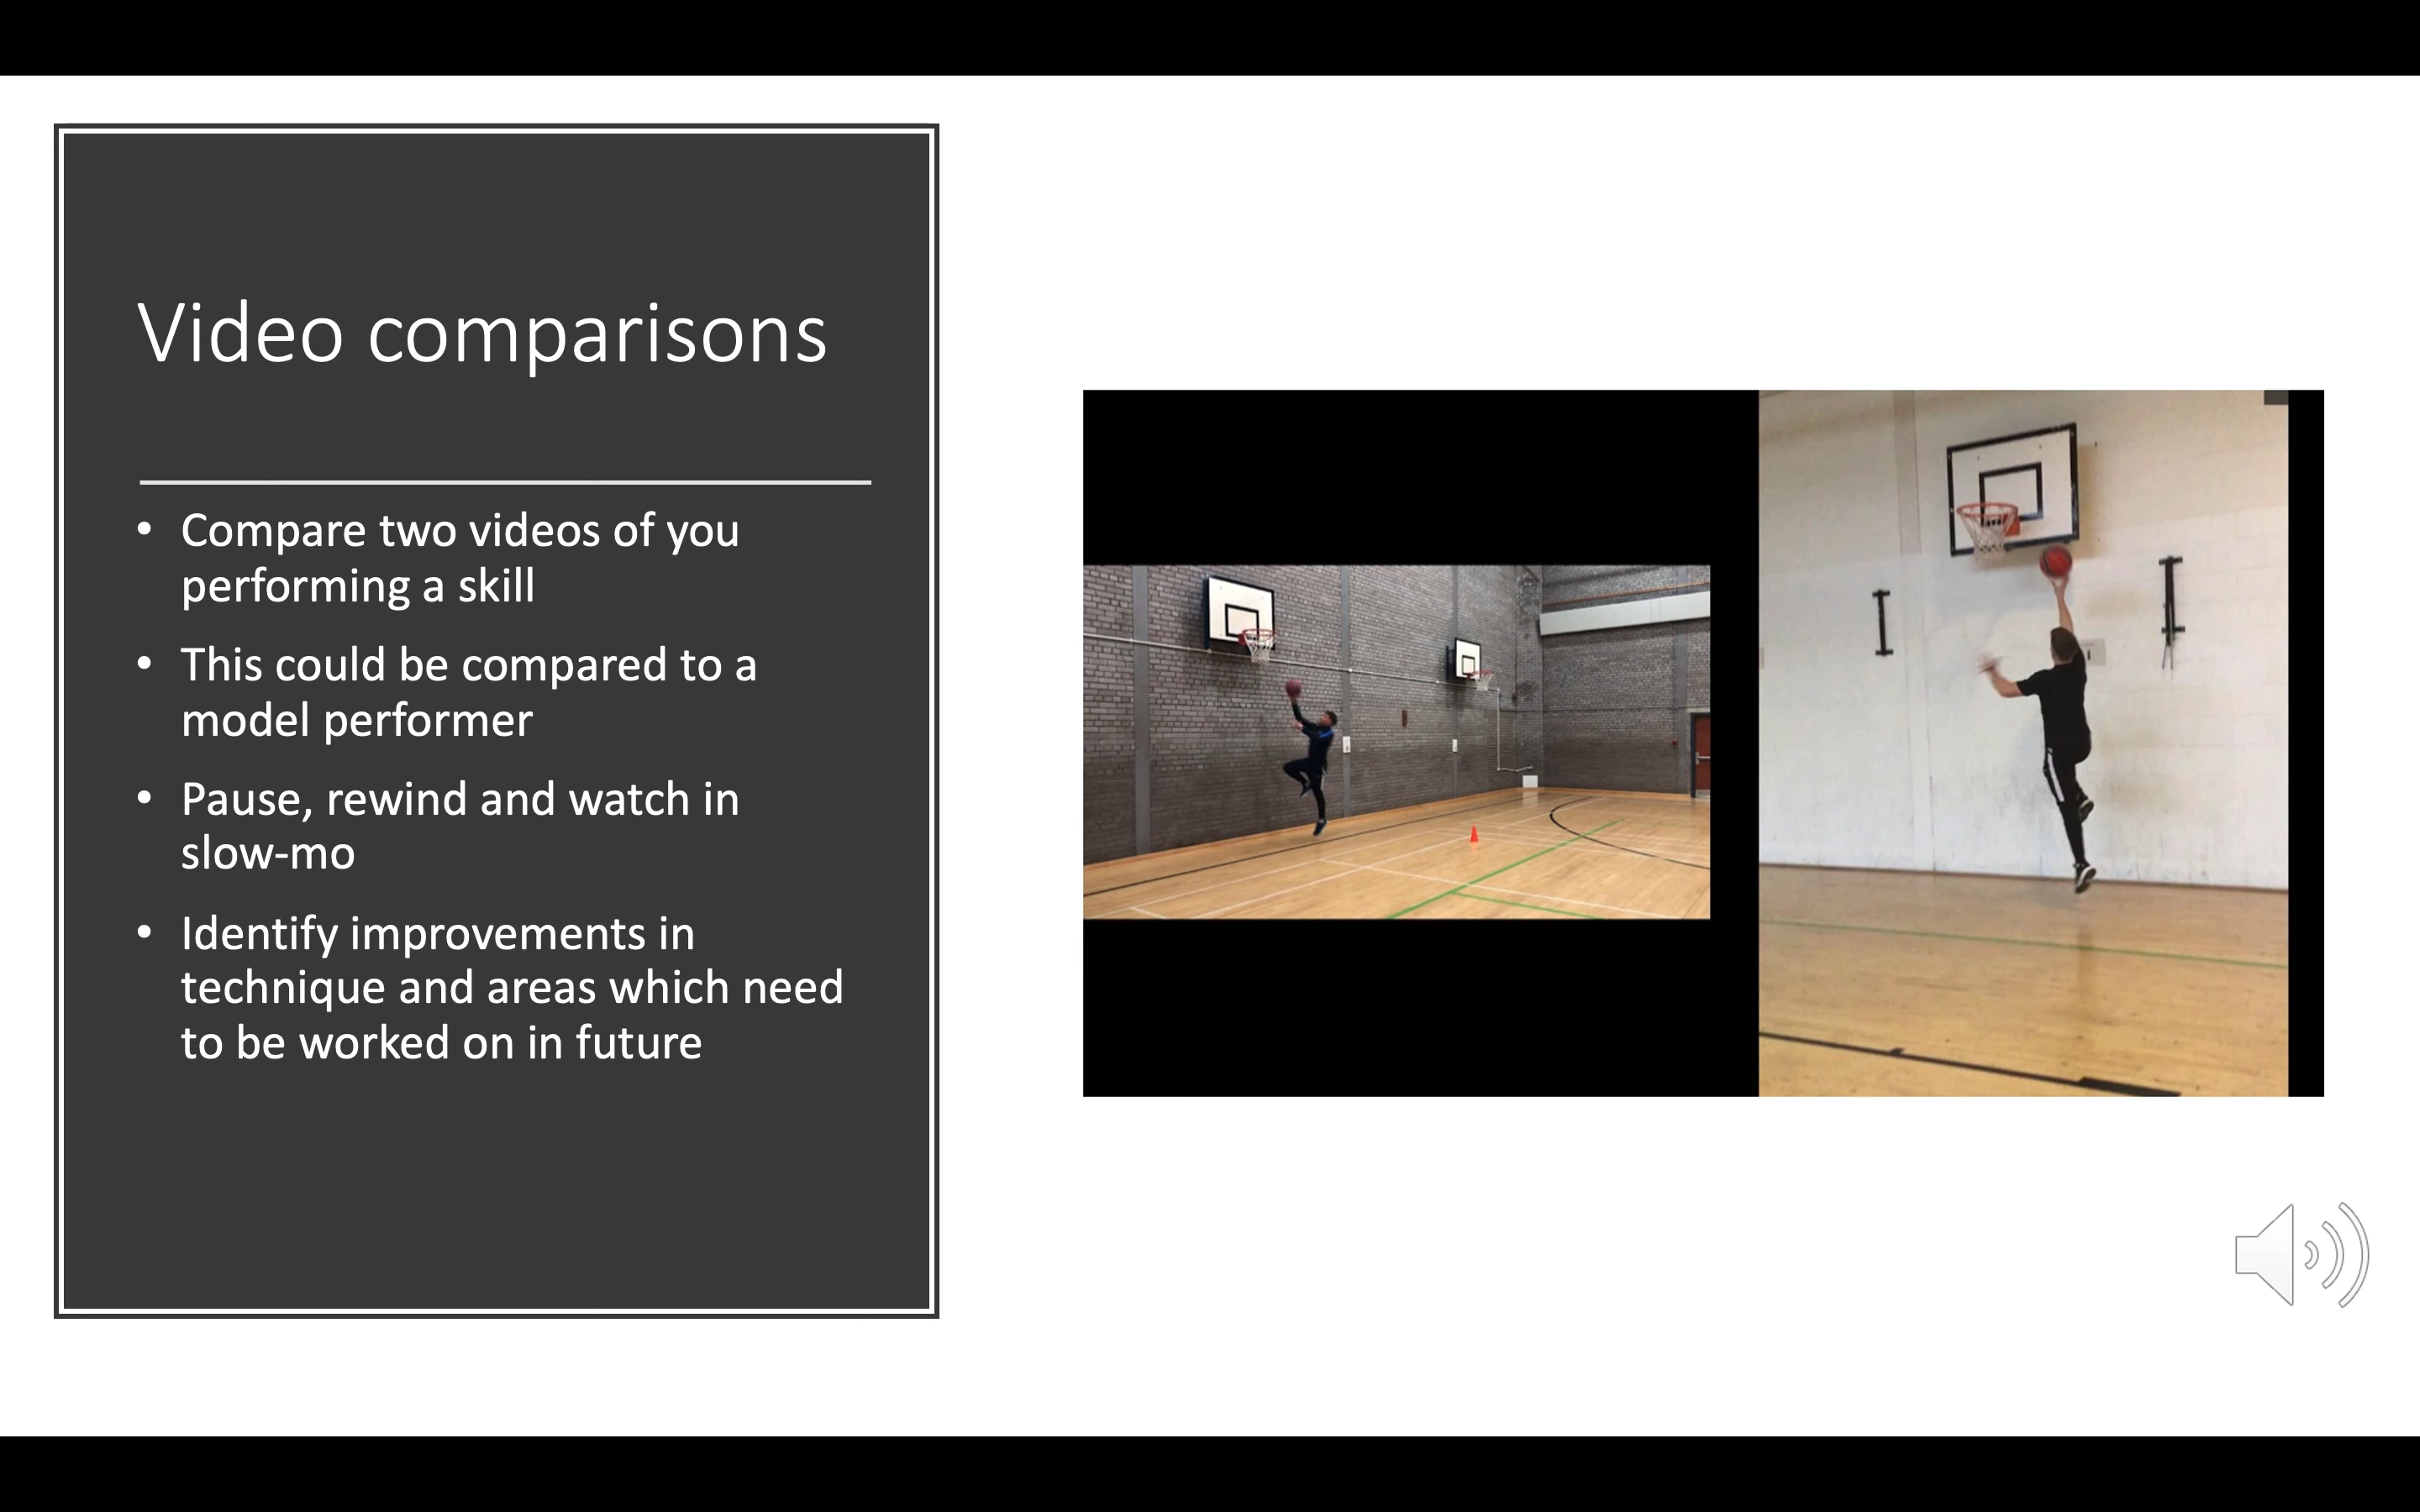 Video comparisons
• Compare two videos of you
performing a skill
• This could be compared to a
model performer
• Pause, rewind and watch in
slow-mo
• Identify improvements in
technique and areas which need
to be worked on in future